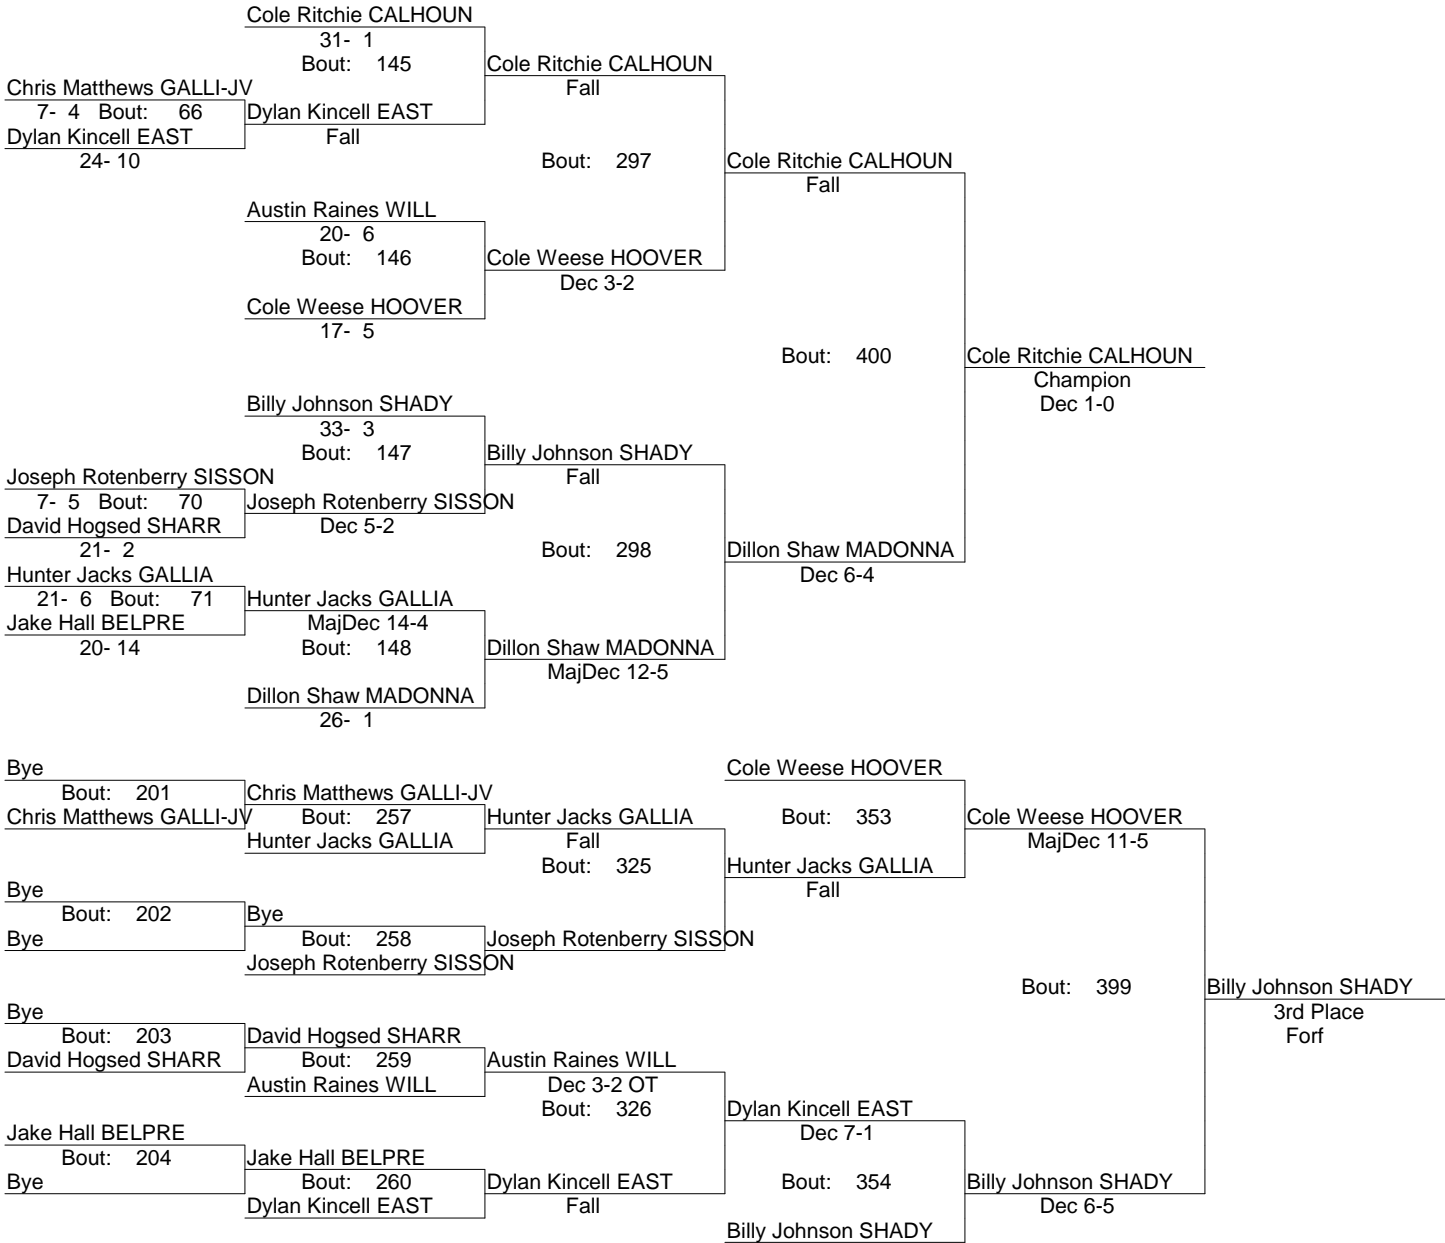 Cole Ritchie CALHOUN
31- 1
Bout: 145
Cole Ritchie CALHOUN
Fall
Chris Matthews GALLI-JV
7- 4 Bout: 66
Dylan Kincell EAST
Dylan Kincell EAST
Fall
24- 10
Bout: 297
Cole Ritchie CALHOUN
Fall
Austin Raines WILL
20- 6
Bout: 146
Cole Weese HOOVER
Dec 3-2
Cole Weese HOOVER
17- 5
Bout: 400
Cole Ritchie CALHOUN
Champion
Dec 1-0
Billy Johnson SHADY
33- 3
Bout: 147
Billy Johnson SHADY
Fall
Joseph Rotenberry SISSON
7- 5 Bout: 70
Joseph Rotenberry SISSON
David Hogsed SHARR
Dec 5-2
21- 2
Bout: 298
Dillon Shaw MADONNA
Dec 6-4
Hunter Jacks GALLIA
21- 6 Bout: 71
Hunter Jacks GALLIA
Jake Hall BELPRE
MajDec 14-4
20- 14
Bout: 148
Dillon Shaw MADONNA
MajDec 12-5
Dillon Shaw MADONNA
26- 1
Bye
Cole Weese HOOVER
Bout: 201
Chris Matthews GALLI-JV
Chris Matthews GALLI-JV
Bout: 257
Hunter Jacks GALLIA
Bout: 353
Cole Weese HOOVER
Hunter Jacks GALLIA
Fall
MajDec 11-5
Bout: 325
Hunter Jacks GALLIA
Fall
Bye
Bout: 202
Bye
Bye
Bout: 258
Joseph Rotenberry SISSON
Joseph Rotenberry SISSON
Bout: 399
Billy Johnson SHADY
3rd Place
Forf
Bye
Bout: 203
David Hogsed SHARR
David Hogsed SHARR
Bout: 259
Austin Raines WILL
Austin Raines WILL
Dec 3-2 OT
Bout: 326
Dylan Kincell EAST
Dec 7-1
Jake Hall BELPRE
Bout: 204
Jake Hall BELPRE
Bye
Bout: 260
Dylan Kincell EAST
Bout: 354
Billy Johnson SHADY
Dylan Kincell EAST
Fall
Dec 6-5
Billy Johnson SHADY